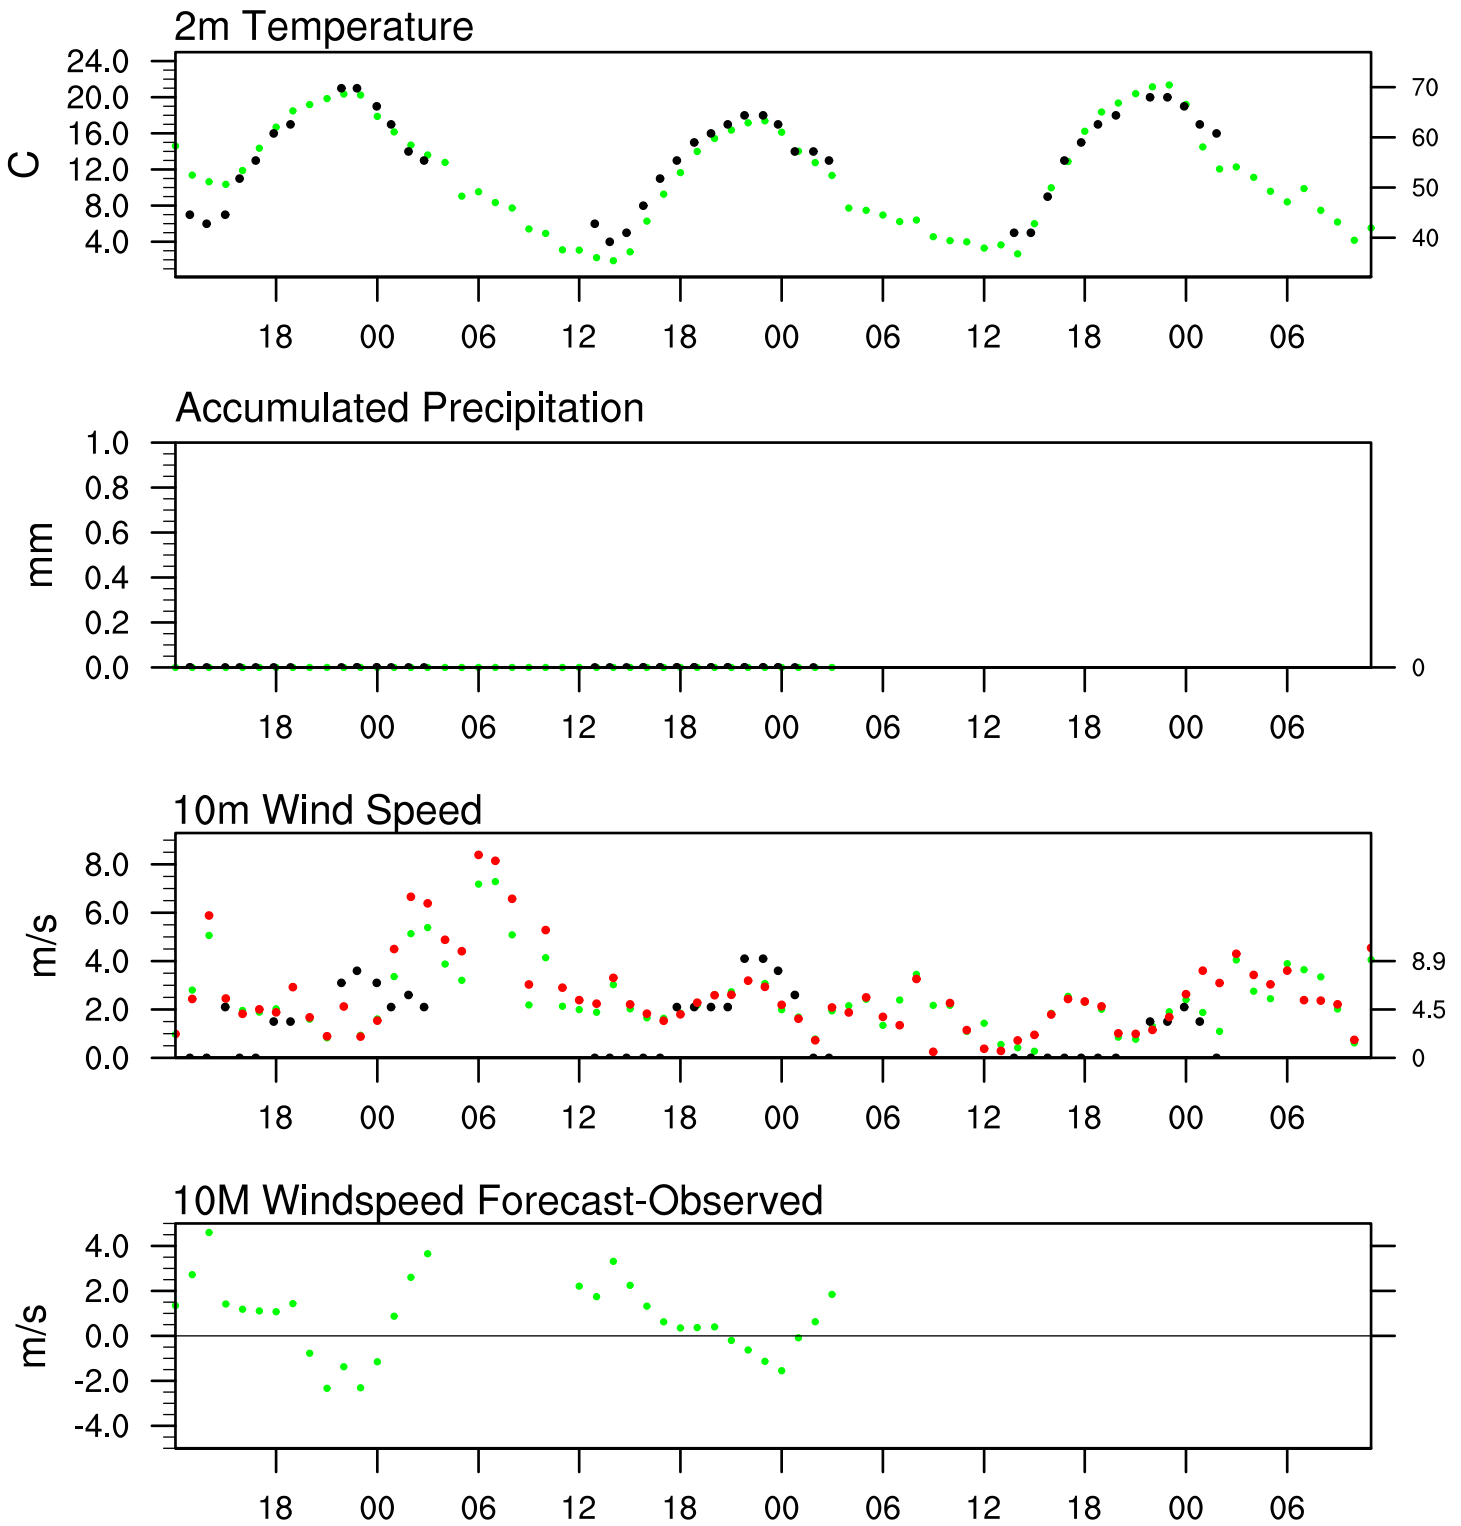 2m Temperature
24.0
20.0
16.0
12.0
8.0
4.0
C
70
60
50
40
18 00 06 12 18 00 06 12 18 00 06
Accumulated Precipitation
1.0
0.8
0.6
0.4
0.2
0.0
mm
0
18 00 06 12 18 00 06 12 18 00 06
10m Wind Speed
8.0
6.0
4.0
2.0
0.0
m/s
8.9
4.5
0
18 00 06 12 18 00 06 12 18 00 06
10M Windspeed Forecast-Observed
4.0
2.0
0.0
-2.0
-4.0
m/s
18 00 06 12 18 00 06 12 18 00 06